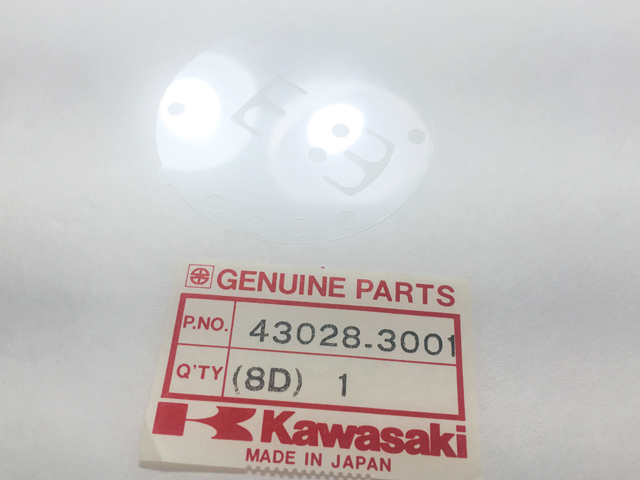 GENUINE PARTS
P.NO. 43028-3001
Q'TY (8D) 1
Kawasaki
MADE IN JAPAN